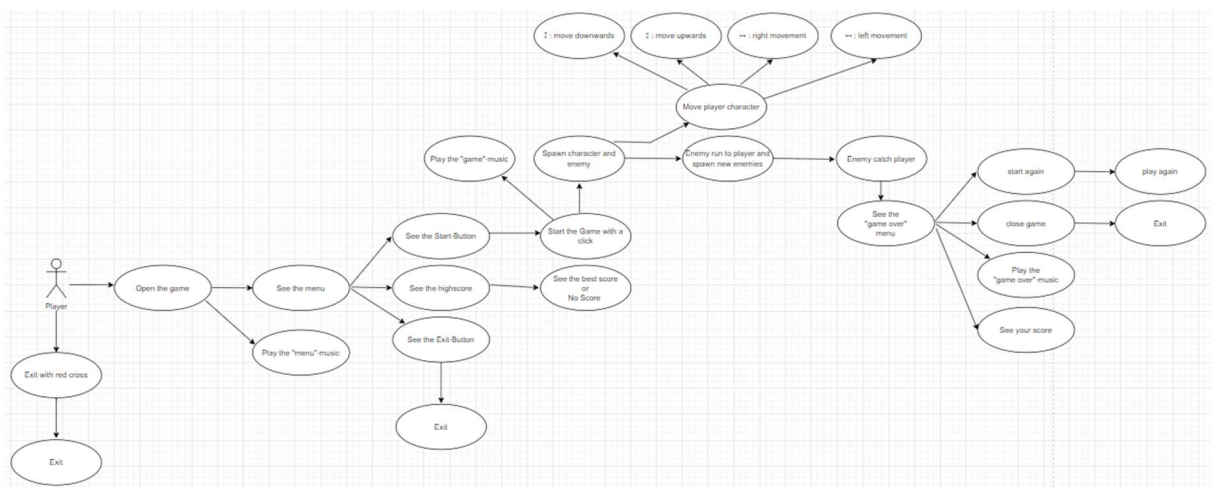 ↕ : move downwards
↕ : move upwards
↔ : right movement
↔ : left movement
Move player character
Play the "game"-music
Spawn character and
enemy
Enemy run to player and
spawn new enemies
Enemy catch player
start again
play again
See the Start-Button
Start the Game with a
click
See the
"game over"
menu
close game
Exit
Player
Open the game
See the menu
See the highscore
See the best score
or
No Score
Play the
"game over"-music
Play the "menu"-music
See the Exit-Button
See your score
Exit with red cross
Exit
Exit